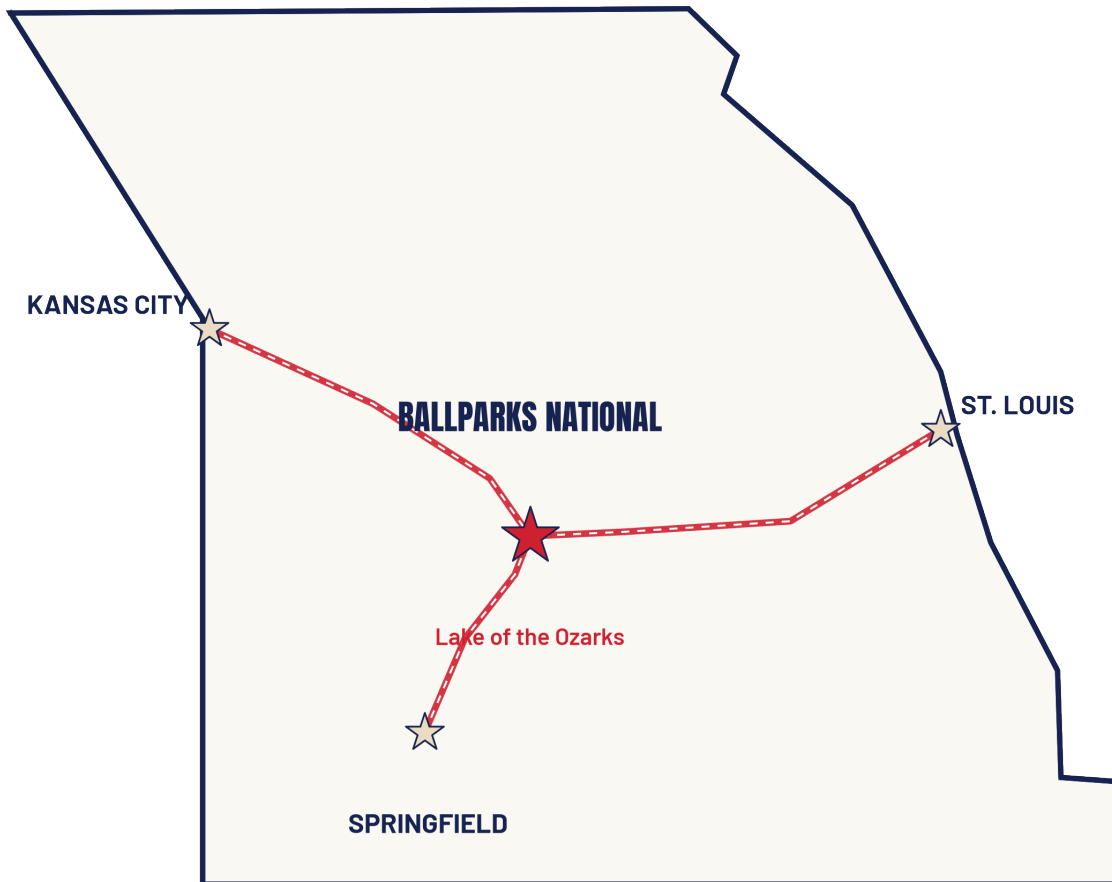 KANSAS CITY
BALLPARKS NATIONAL
ST. LOUIS
Lake of the Ozarks
SPRINGFIELD